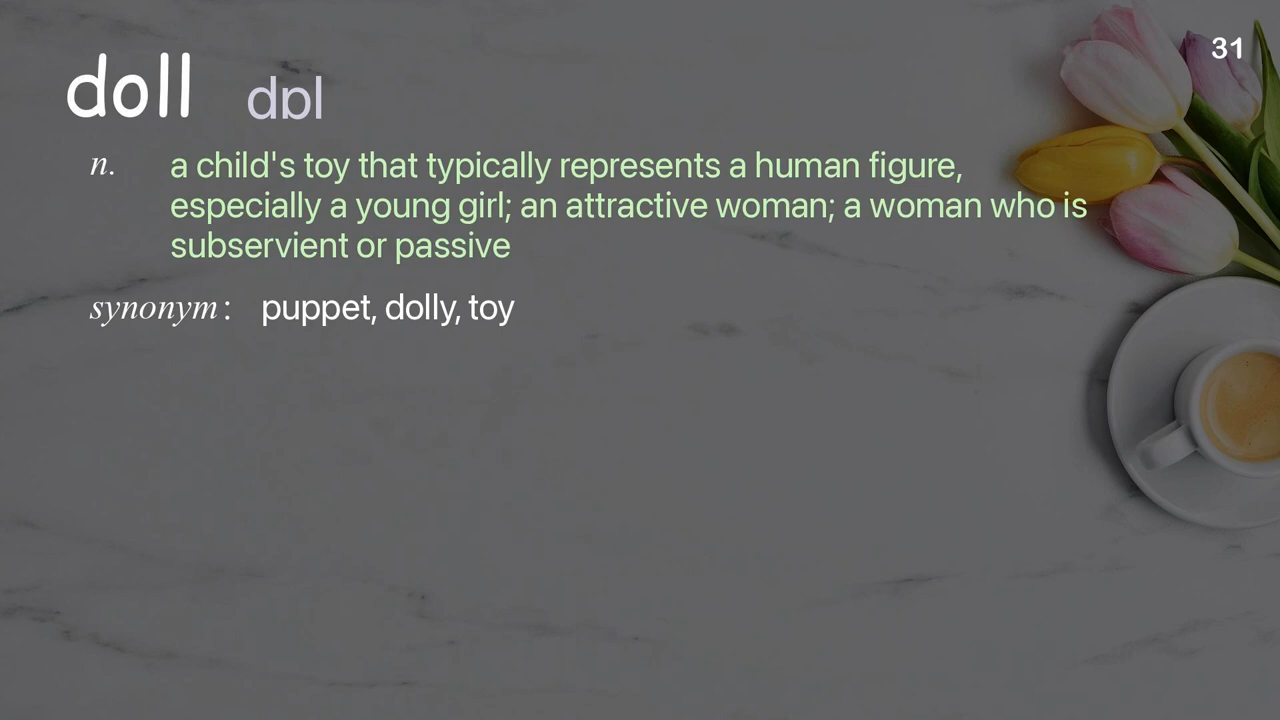 31
doll dɒl
n. a child's toy that typically represents a human figure,
especially a young girl; an attractive woman; a woman who is
subservient or passive
synonym: puppet, dolly, toy